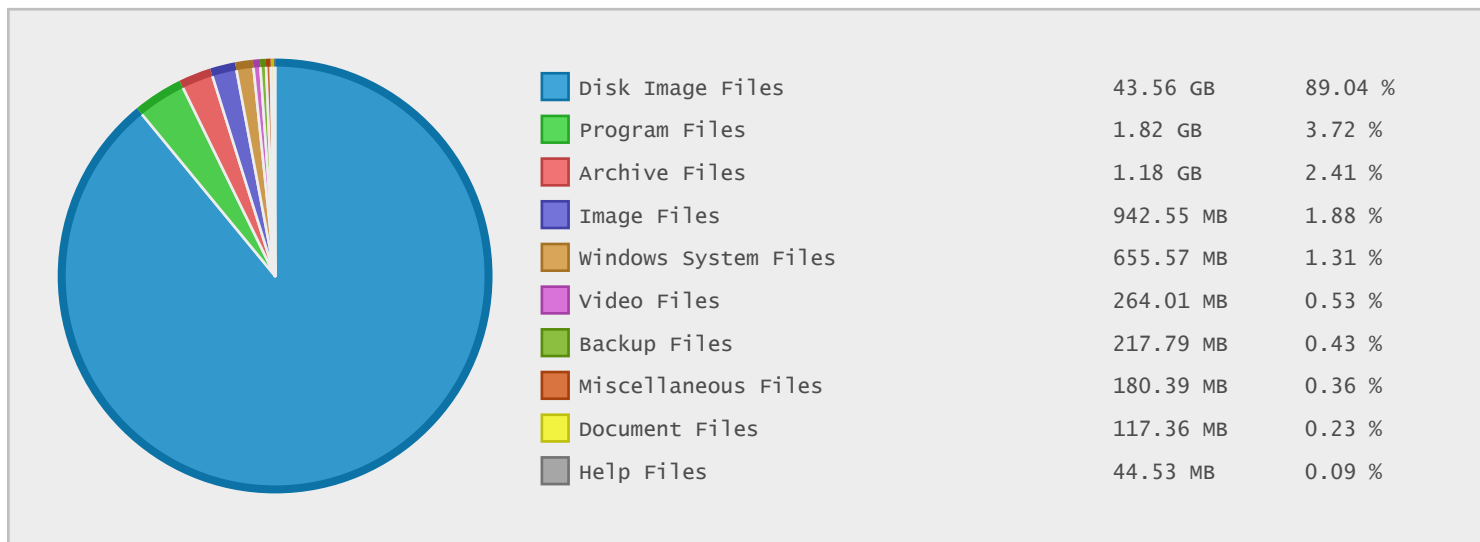 Disk Image Files 43.56 GB 89.04 %
Program Files 1.82 GB 3.72 %
Archive Files 1.18 GB 2.41 %
Image Files 942.55 MB 1.88 %
Windows System Files 655.57 MB 1.31 %
Video Files 264.01 MB 0.53 %
Backup Files 217.79 MB 0.43 %
Miscellaneous Files 180.39 MB 0.36 %
Document Files 117.36 MB 0.23 %
Help Files 44.53 MB 0.09 %